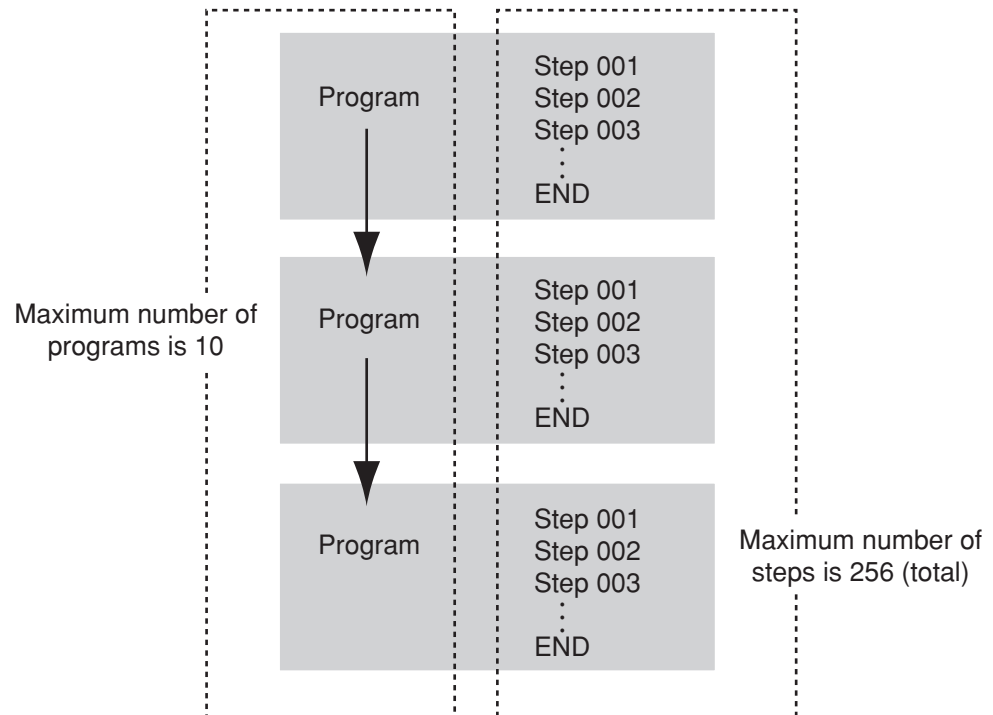 Program
Step 001
Step 002
Step 003
END
Maximum number of
programs is 10
Program
Step 001
Step 002
Step 003
END
Program
Step 001
Step 002
Step 003
END
Maximum number of
steps is 256 (total)